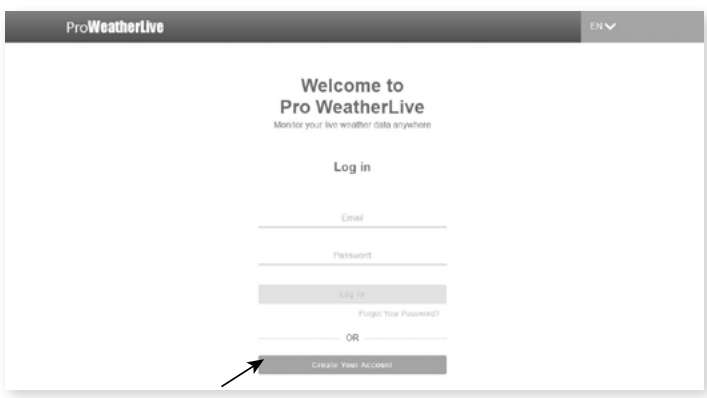 ProWeatherLive
EN
Welcome to
Pro WeatherLive
Monitor your live weather data anywhere
Log in
Email
Password
Log in
Forgot Your Password?
OR
Create Your Account